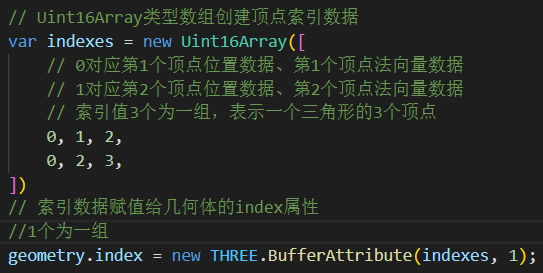 // Uint16Array类型数组创建顶点索引数据
var indexes = new Uint16Array([
// 0对应第1个顶点位置数据、第1个顶点法向量数据
// 1对应第2个顶点位置数据、第2个顶点法向量数据
// 索引值3个为一组，表示一个三角形的3个顶点
0, 1, 2,
0, 2, 3,
])
// 索引数据赋值给几何体的index属性
//1个为一组
geometry.index = new THREE.BufferAttribute(indexes, 1);